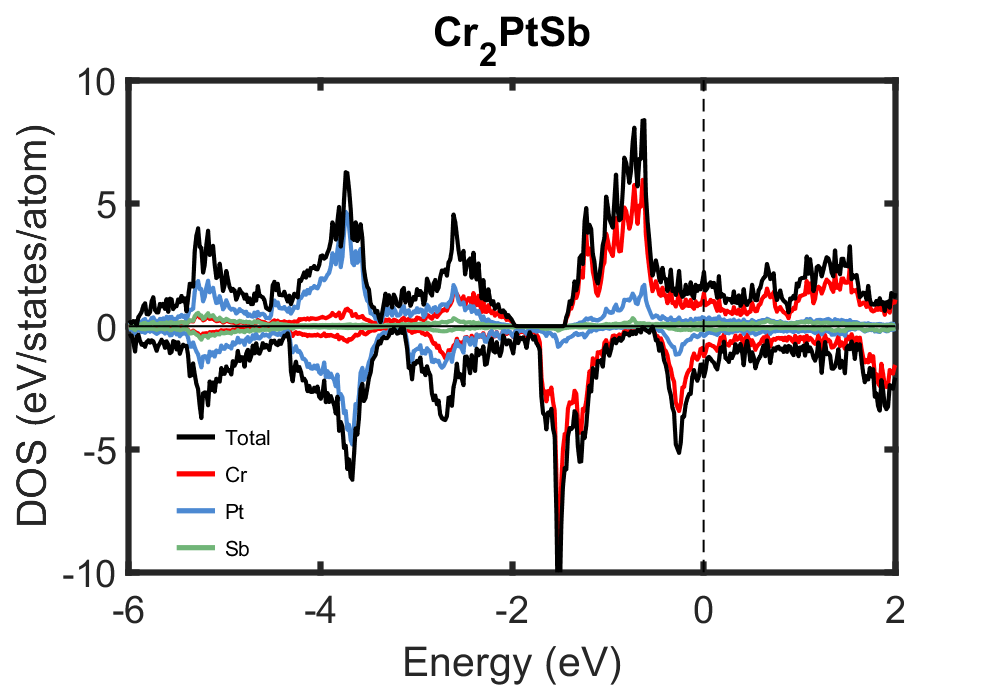 Cr2PtSb
DOS (eV/states/atom)
10
5
0
-5
-10
Total
Cr
Pt
Sb
-6 -4 -2 0 2
Energy (eV)